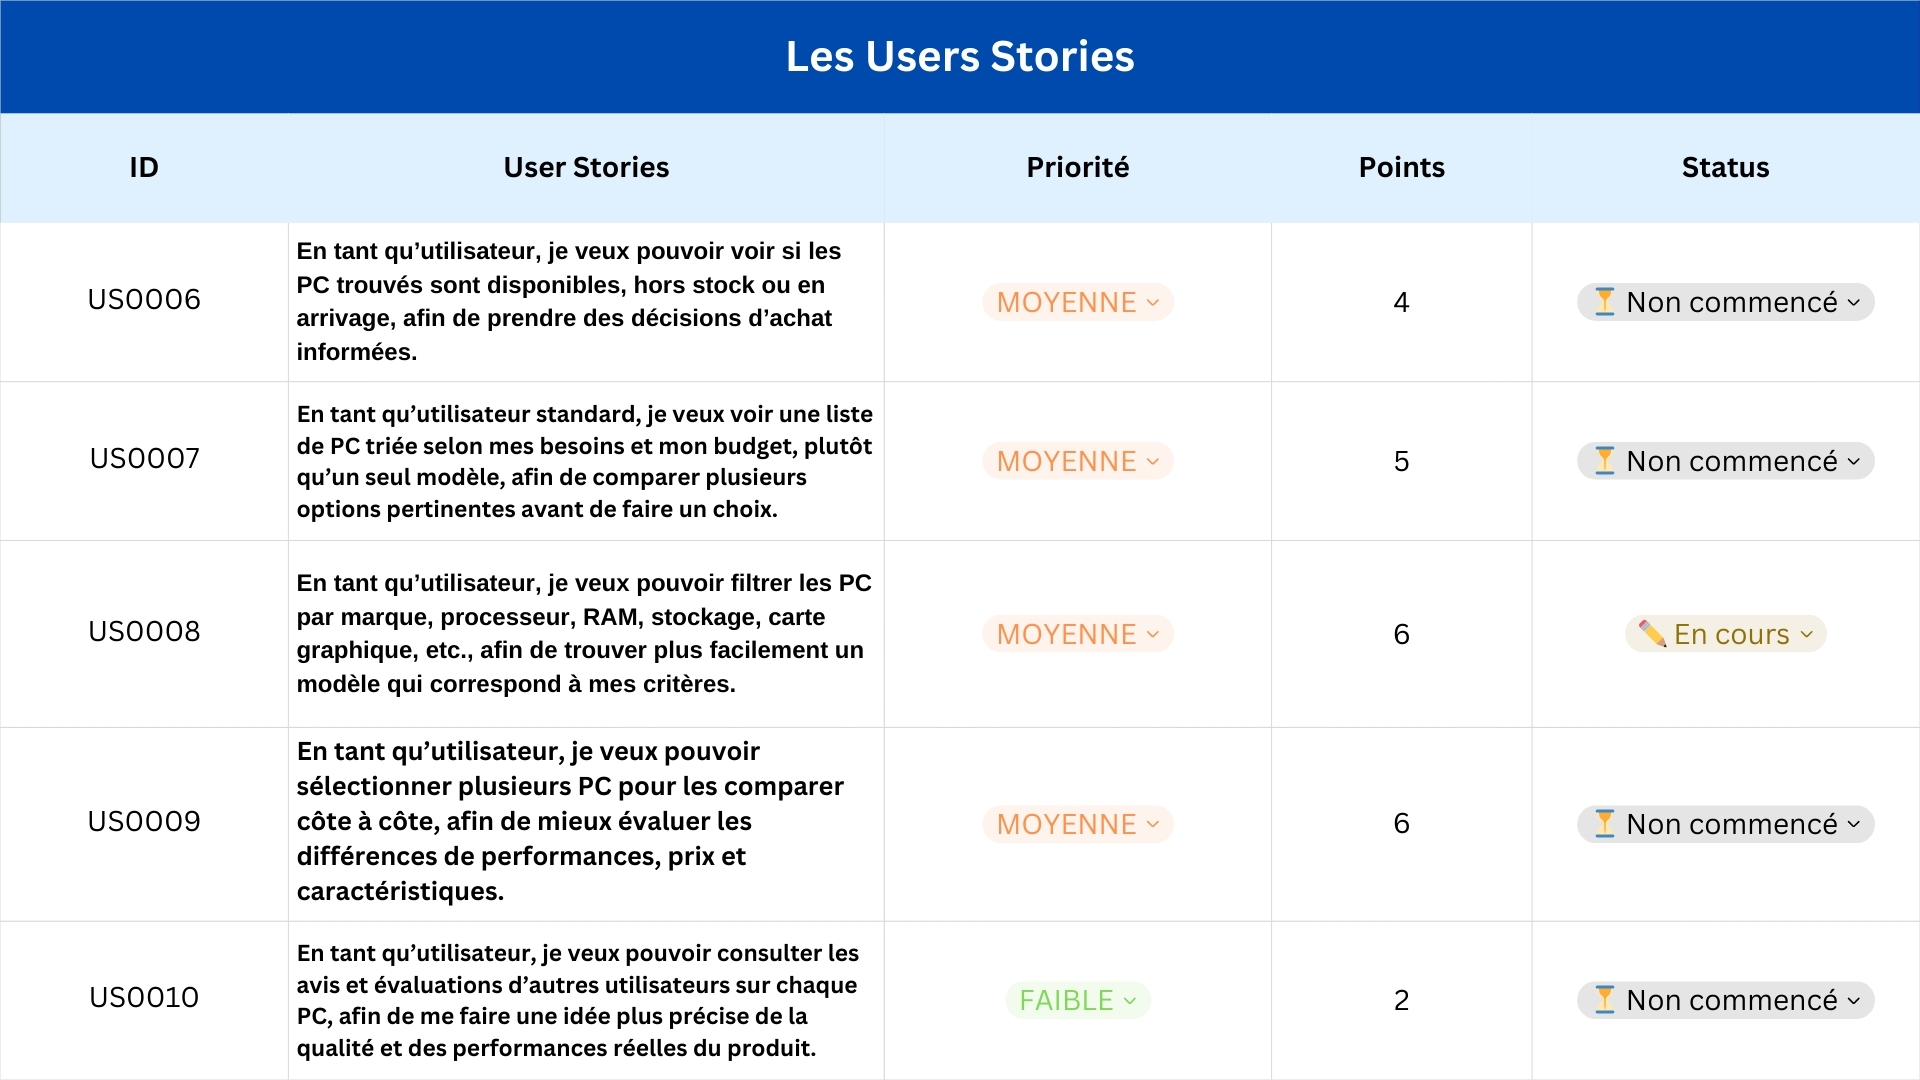 Les Users Stories
ID
User Stories
Priorité
Points
Status
US0006
En tant qu’utilisateur, je veux pouvoir voir si les
PC trouvés sont disponibles, hors stock ou en
arrivage, afin de prendre des décisions d’achat
informées.
MOYENNE
4
Non commencé
US0007
En tant qu’utilisateur standard, je veux voir une liste
de PC triée selon mes besoins et mon budget, plutôt
qu’un seul modèle, afin de comparer plusieurs
options pertinentes avant de faire un choix.
MOYENNE
5
Non commencé
US0008
En tant qu’utilisateur, je veux pouvoir filtrer les PC
par marque, processeur, RAM, stockage, carte
graphique, etc., afin de trouver plus facilement un
modèle qui correspond à mes critères.
MOYENNE
6
En cours
US0009
En tant qu’utilisateur, je veux pouvoir
sélectionner plusieurs PC pour les comparer
côte à côte, afin de mieux évaluer les
différences de performances, prix et
caractéristiques.
MOYENNE
6
Non commencé
US0010
En tant qu’utilisateur, je veux pouvoir consulter les
avis et évaluations d’autres utilisateurs sur chaque
PC, afin de me faire une idée plus précise de la
qualité et des performances réelles du produit.
FAIBLE
2
Non commencé